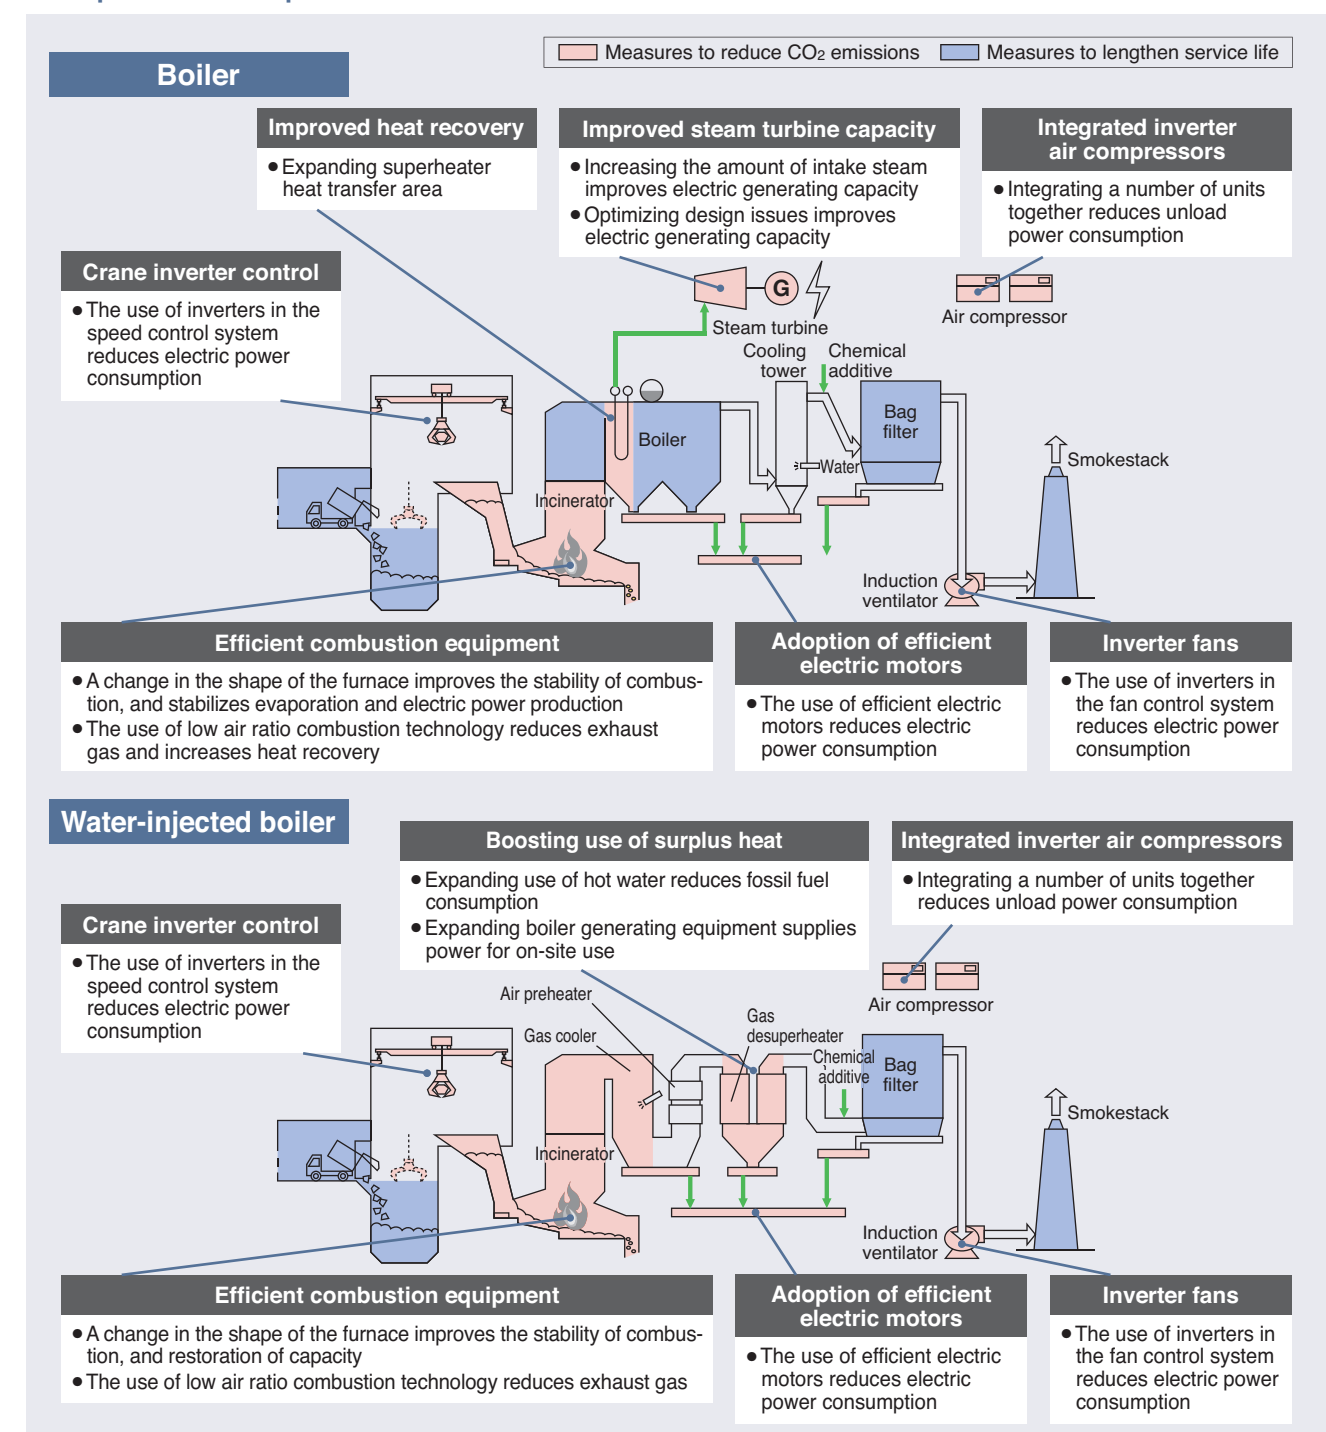 Measures to reduce CO2 emissions
Measures to lengthen service life
Boiler
Improved heat recovery
● Expanding superheater
heat transfer area
Improved steam turbine capacity
● Increasing the amount of intake steam
improves electric generating capacity
● Optimizing design issues improves
electric generating capacity
Integrated inverter
air compressors
● Integrating a number of units
together reduces unload
power consumption
Crane inverter control
● The use of inverters in the
speed control system
reduces electric power
consumption
G
Steam turbine
Air compressor
Cooling
tower
Chemical
additive
Bag
filter
Boiler
Water
Smokestack
Incinerator
Induction
ventilator
Efficient combustion equipment
● A change in the shape of the furnace improves the stability of combus-
tion, and stabilizes evaporation and electric power production
● The use of low air ratio combustion technology reduces exhaust
gas and increases heat recovery
Adoption of efficient
electric motors
● The use of efficient electric
motors reduces electric
power consumption
Inverter fans
● The use of inverters in
the fan control system
reduces electric power
consumption
Water-injected boiler
Boosting use of surplus heat
● Expanding use of hot water reduces fossil fuel
consumption
● Expanding boiler generating equipment supplies
power for on-site use
Integrated inverter air compressors
● Integrating a number of units together
reduces unload power consumption
Crane inverter control
● The use of inverters in the
speed control system
reduces electric power
consumption
Air preheater
Gas cooler
Gas
desuperheater
Air compressor
Chemical
additive
Bag
filter
Smokestack
Incinerator
Induction
ventilator
Efficient combustion equipment
● A change in the shape of the furnace improves the stability of combus-
tion, and restoration of capacity
● The use of low air ratio combustion technology reduces exhaust gas
Adoption of efficient
electric motors
● The use of efficient electric
motors reduces electric
power consumption
Inverter fans
● The use of inverters in
the fan control system
reduces electric power
consumption